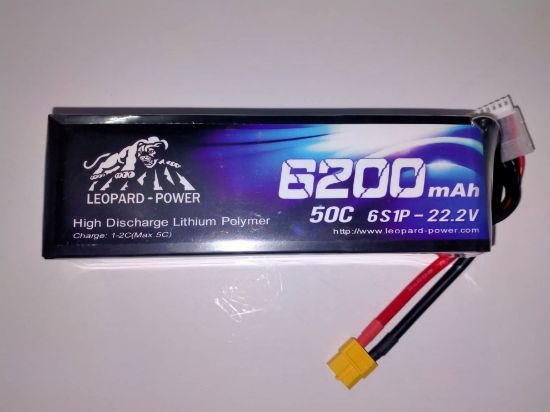 LEOPARD-POWER
High Discharge Lithium Polymer
Charge: 1-2C(Max 5C)
6200mAh
50C 6S1P-22.2V
http://www.leopard-power.com